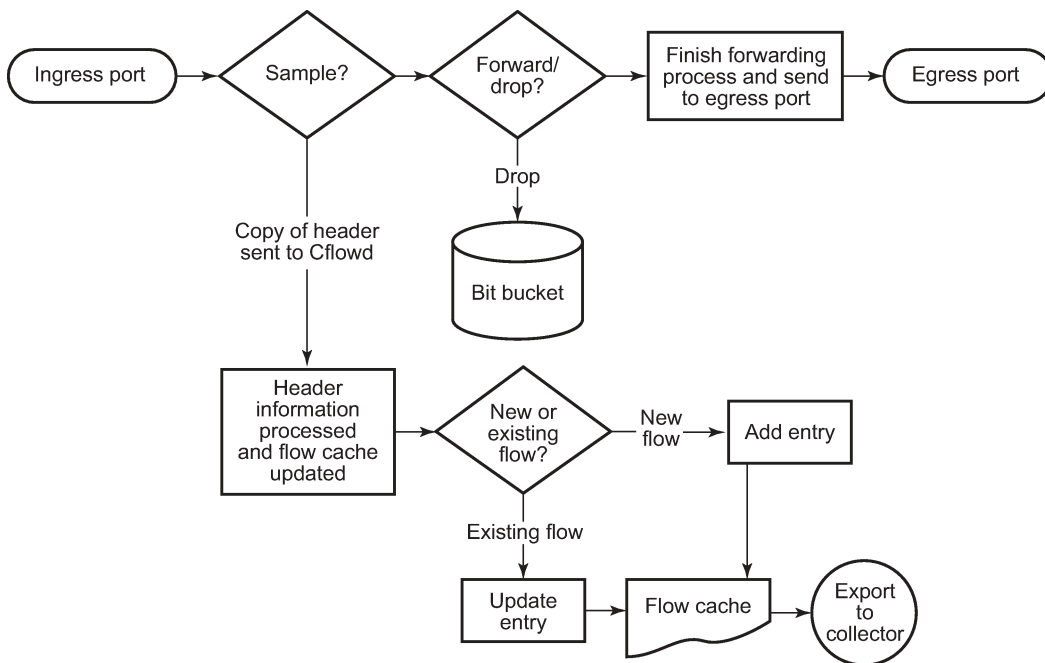 Ingress port
Sample?
Forward/
drop?
Finish forwarding
process and send
to egress port
Egress port
Drop
Copy of header
sent to Cflowd
Bit bucket
Header
information
processed
and flow cache
updated
New or
existing
flow?
New
flow
Add entry
Existing flow
Update
entry
Flow cache
Export
to
collector